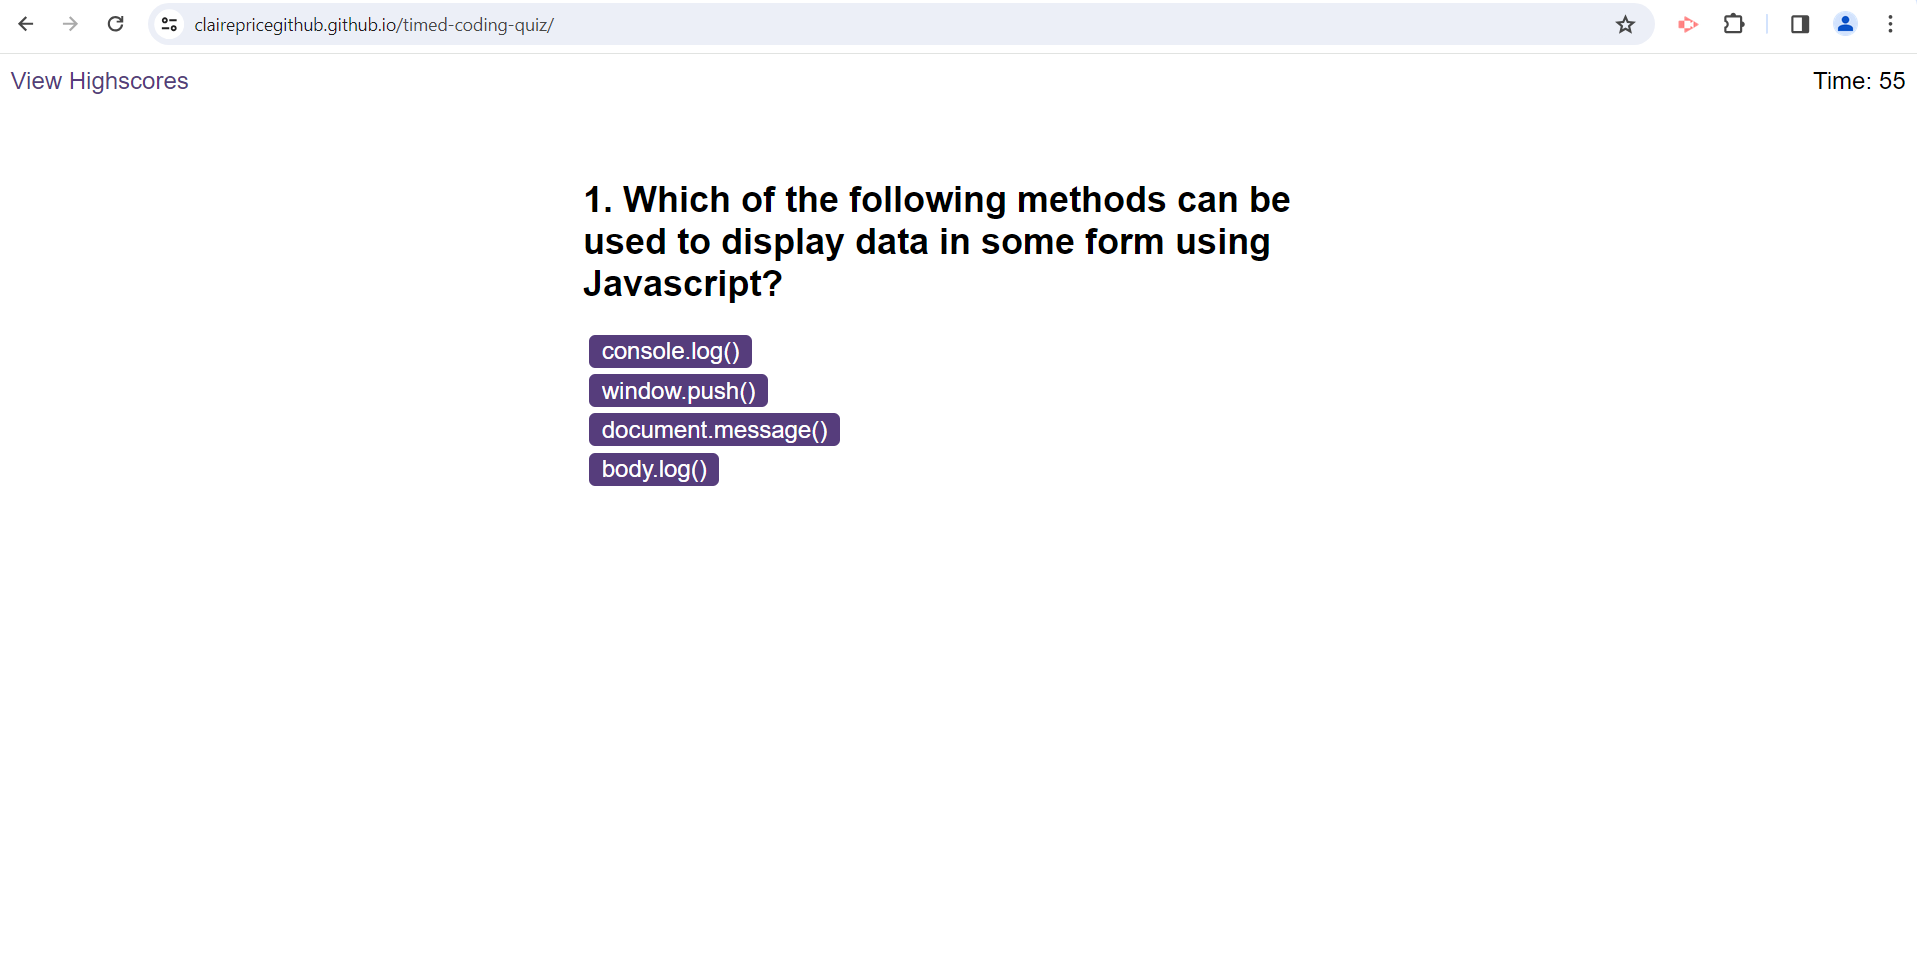 clairepricegithub.github.io/timed-coding-quiz/
View Highscores
Time: 55
1. Which of the following methods can be
used to display data in some form using
Javascript?
console.log()
window.push()
document.message()
body.log()